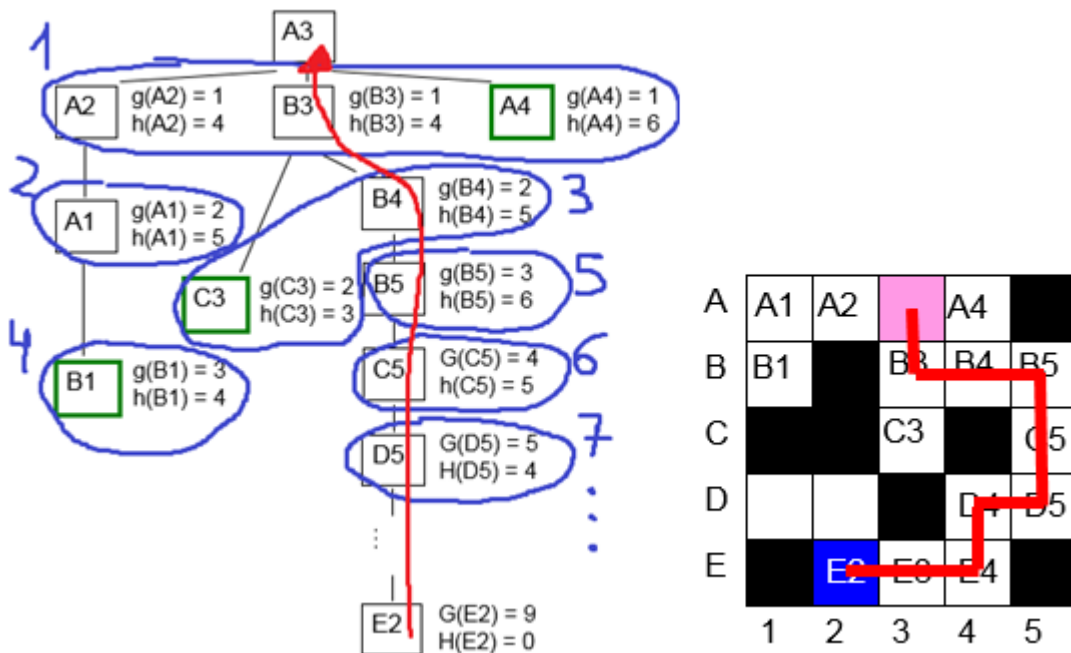 1
A3
A2
g(A2) = 1
h(A2) = 4
B3
g(B3) = 1
h(B3) = 4
A4
g(A4) = 1
h(A4) = 6
2
A1
g(A1) = 2
h(A1) = 5
B4
g(B4) = 2
h(B4) = 5
3
C3
g(C3) = 2
h(C3) = 3
B5
g(B5) = 3
h(B5) = 6
5
4
B1
g(B1) = 3
h(B1) = 4
C5
G(C5) = 4
h(C5) = 5
6
D5
G(D5) = 5
H(D5) = 4
7
...
E2
G(E2) = 9
H(E2) = 0
A A1 A2 A4
B B1 B3 B4 B5
C C3 C5
D D4 D5
E E2 E3 E4
1 2 3 4 5